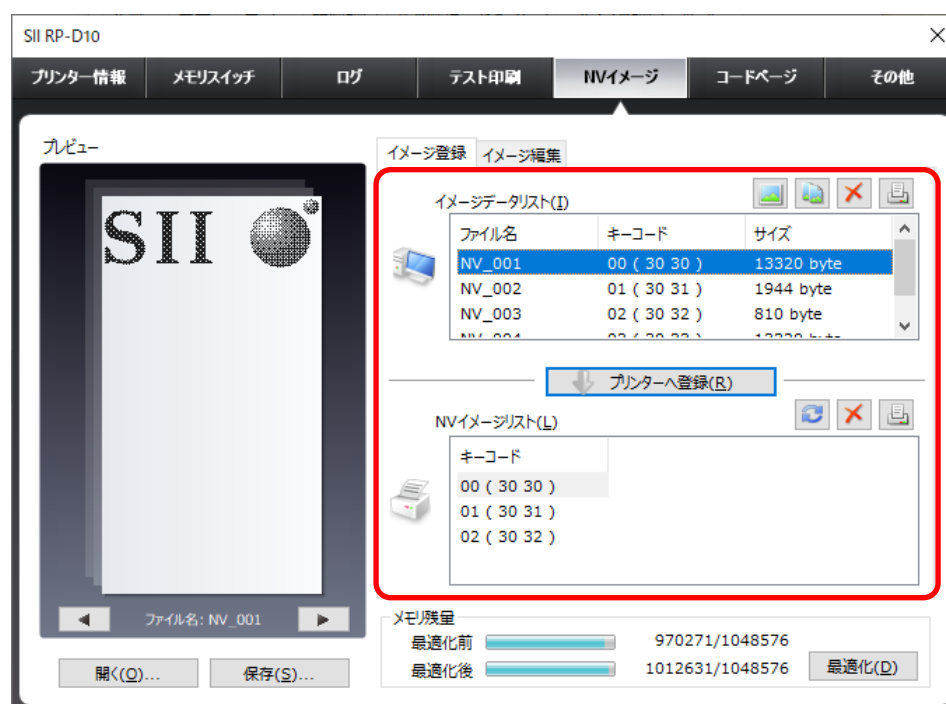 SII RP-D10
プリンター情報 メモリスイッチ ログ テスト印刷 NVイメージ コードページ その他
プレビュー
SII
ファイル名: NV_001
開く(O)... 保存(S)...
イメージ登録 イメージ編集
イメージデータリスト(I)
ファイル名 キーコード サイズ
NV_001 00 ( 30 30 ) 13320 byte
NV_002 01 ( 30 31 ) 1944 byte
NV_003 02 ( 30 32 ) 810 byte
プリンターへ登録(R)
NVイメージリスト(L)
キーコード
00 ( 30 30 )
01 ( 30 31 )
02 ( 30 32 )
メモリ残量
最適化前 970271/1048576
最適化後 1012631/1048576 最適化(D)